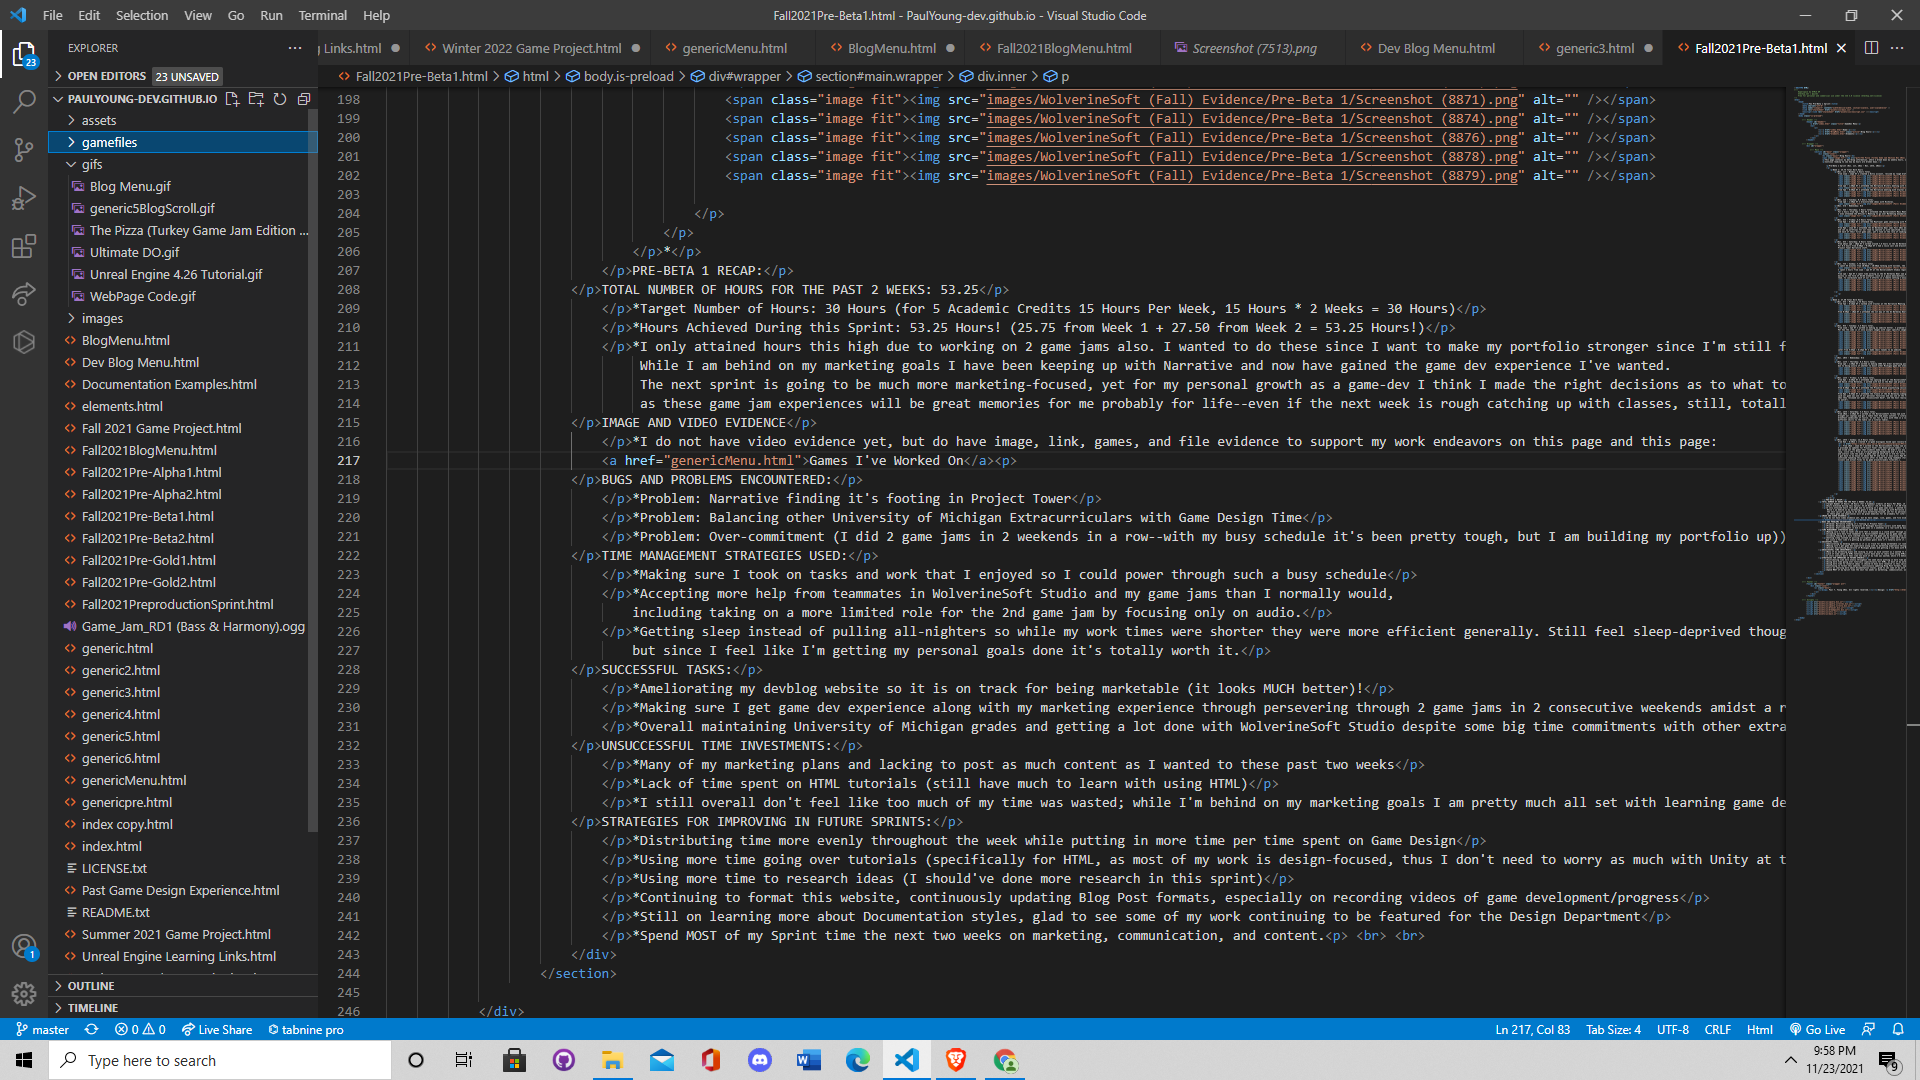 File Edit Selection View Go Run Terminal Help
Fall2021Pre-Beta1.html - PaulYoung-dev.github.io - Visual Studio Code
EXPLORER
Links.html
Winter 2022 Game Project.html
genericMenu.html
BlogMenu.html
Fall2021BlogMenu.html
Screenshot (7513).png
Dev Blog Menu.html
generic3.html
Fall2021Pre-Beta1.html
Fall2021Pre-Beta1.html > html > body.is-preload > div#wrapper > section#main.wrapper > div.inner > p
23
OPEN EDITORS 23 UNSAVED
PAULYOUNG-DEV.GITHUB.IO
assets
gamefiles
gifs
Blog Menu.gif
generic5BlogScroll.gif
The Pizza (Turkey Game Jam Edition ...
Ultimate DO.gif
Unreal Engine 4.26 Tutorial.gif
WebPage Code.gif
images
BlogMenu.html
Dev Blog Menu.html
Documentation Examples.html
elements.html
Fall 2021 Game Project.html
Fall2021BlogMenu.html
Fall2021Pre-Alpha1.html
Fall2021Pre-Alpha2.html
Fall2021Pre-Beta1.html
Fall2021Pre-Beta2.html
Fall2021Pre-Gold1.html
Fall2021Pre-Gold2.html
Fall2021PreproductionSprint.html
Game_Jam_RD1 (Bass & Harmony).ogg
generic.html
generic2.html
generic3.html
generic4.html
generic5.html
generic6.html
genericMenu.html
genericpre.html
index copy.html
index.html
LICENSE.txt
Past Game Design Experience.html
README.txt
Summer 2021 Game Project.html
Unreal Engine Learning Links.html
OUTLINE
TIMELINE
1
198 <span class="image fit"><img src="images/WolverineSoft (Fall) Evidence/Pre-Beta 1/Screenshot (8871).png" alt="" /></span>
199 <span class="image fit"><img src="images/WolverineSoft (Fall) Evidence/Pre-Beta 1/Screenshot (8874).png" alt="" /></span>
200 <span class="image fit"><img src="images/WolverineSoft (Fall) Evidence/Pre-Beta 1/Screenshot (8876).png" alt="" /></span>
201 <span class="image fit"><img src="images/WolverineSoft (Fall) Evidence/Pre-Beta 1/Screenshot (8878).png" alt="" /></span>
202 <span class="image fit"><img src="images/WolverineSoft (Fall) Evidence/Pre-Beta 1/Screenshot (8879).png" alt="" /></span>
203
204 </p>
205 </p>
206 </p>*</p>
207 </p>PRE-BETA 1 RECAP:</p>
208 </p>TOTAL NUMBER OF HOURS FOR THE PAST 2 WEEKS: 53.25</p>
209 </p>*Target Number of Hours: 30 Hours (for 5 Academic Credits 15 Hours Per Week, 15 Hours * 2 Weeks = 30 Hours)</p>
210 </p>*Hours Achieved During this Sprint: 53.25 Hours! (25.75 from Week 1 + 27.50 from Week 2 = 53.25 Hours!)</p>
211 </p>*I only attained hours this high due to working on 2 game jams also. I wanted to do these since I want to make my portfolio stronger since I'm still f
212 While I am behind on my marketing goals I have been keeping up with Narrative and now have gained the game dev experience I've wanted.
213 The next sprint is going to be much more marketing-focused, yet for my personal growth as a game-dev I think I made the right decisions as to what to
214 as these game jam experiences will be great memories for me probably for life--even if the next week is rough catching up with classes, still, totall
215 </p>IMAGE AND VIDEO EVIDENCE</p>
216 </p>*I do not have video evidence yet, but do have image, link, games, and file evidence to support my work endeavors on this page and this page:
217 <a href="genericMenu.html">Games I've Worked On</a><p>
218 </p>BUGS AND PROBLEMS ENCOUNTERED:</p>
219 </p>*Problem: Narrative finding it's footing in Project Tower</p>
220 </p>*Problem: Balancing other University of Michigan Extracurriculars with Game Design Time</p>
221 </p>*Problem: Over-commitment (I did 2 game jams in 2 weekends in a row--with my busy schedule it's been pretty tough, but I am building my portfolio up))
222 </p>TIME MANAGEMENT STRATEGIES USED:</p>
223 </p>*Making sure I took on tasks and work that I enjoyed so I could power through such a busy schedule</p>
224 </p>*Accepting more help from teammates in WolverineSoft Studio and my game jams than I normally would,
225 including taking on a more limited role for the 2nd game jam by focusing only on audio.</p>
226 </p>*Getting sleep instead of pulling all-nighters so while my work times were shorter they were more efficient generally. Still feel sleep-deprived thoug
227 but since I feel like I'm getting my personal goals done it's totally worth it.</p>
228 </p>SUCCESSFUL TASKS:</p>
229 </p>*Ameliorating my devblog website so it is on track for being marketable (it looks MUCH better)!</p>
230 </p>*Making sure I get game dev experience along with my marketing experience through persevering through 2 game jams in 2 consecutive weekends amidst a r
231 </p>*Overall maintaining University of Michigan grades and getting a lot done with WolverineSoft Studio despite some big time commitments with other extra
232 </p>UNSUCCESSFUL TIME INVESTMENTS:</p>
233 </p>*Many of my marketing plans and lacking to post as much content as I wanted to these past two weeks</p>
234 </p>*Lack of time spent on HTML tutorials (still have much to learn with using HTML)</p>
235 </p>*I still overall don't feel like too much of my time was wasted; while I'm behind on my marketing goals I am pretty much all set with learning game de
236 </p>STRATEGIES FOR IMPROVING IN FUTURE SPRINTS:</p>
237 </p>*Distributing time more evenly throughout the week while putting in more time per time spent on Game Design</p>
238 </p>*Using more time going over tutorials (specifically for HTML, as most of my work is design-focused, thus I don't need to worry as much with Unity at t
239 </p>*Using more time to research ideas (I should've done more research in this sprint)</p>
240 </p>*Continuing to format this website, continuously updating Blog Post formats, especially on recording videos of game development/progress</p>
241 </p>*Still on learning more about Documentation styles, glad to see some of my work continuing to be featured for the Design Department</p>
242 </p>*Spend MOST of my Sprint time the next two weeks on marketing, communication, and content.<p> <br> <br>
243 </div>
244 </section>
245
246 </div>
master 0 0 Live Share tabnine pro
Ln 217, Col 83 Tab Size: 4 UTF-8 CRLF Html Go Live
Type here to search
9:58 PM
11/23/2021
9